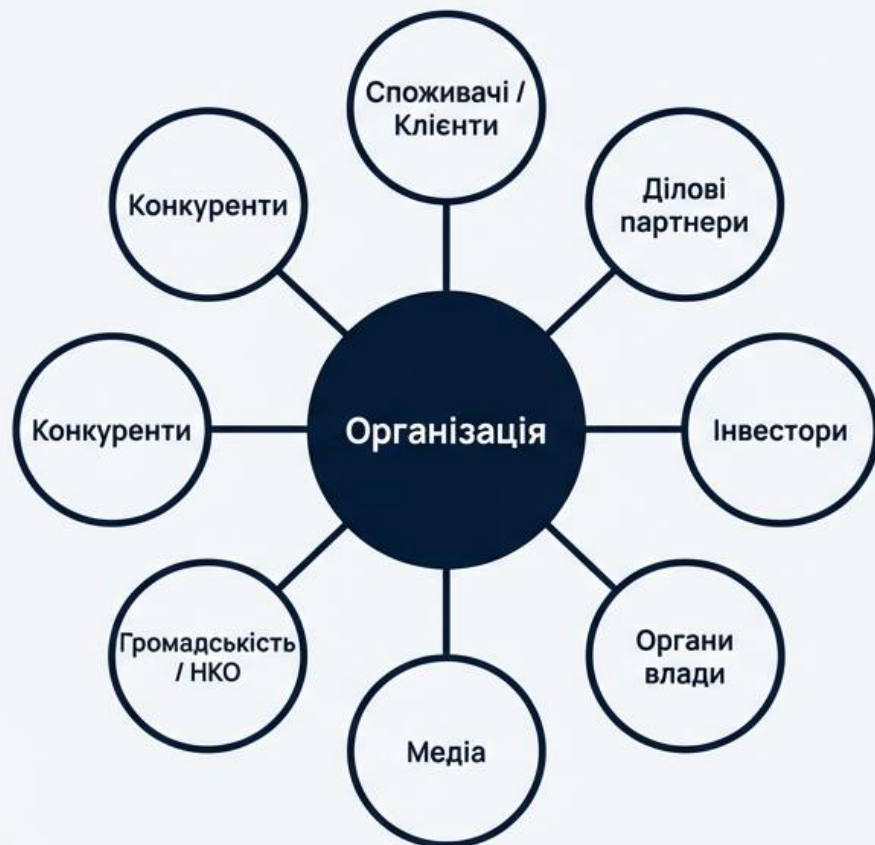 Споживачі /
Клієнти
Конкуренти
Ділові
партнери
Конкуренти
Організація
Інвестори
Громадськість
/ НКО
Органи
влади
Медіа